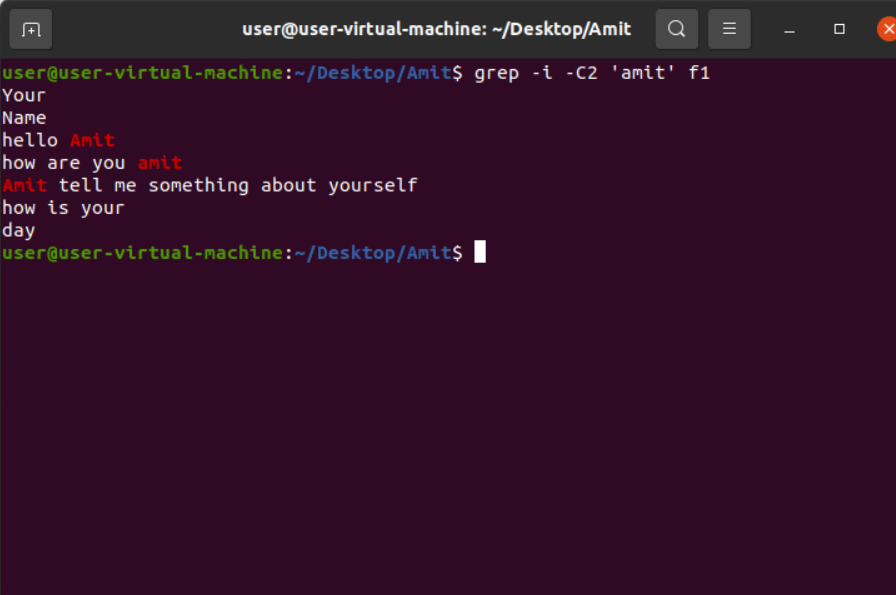 user@user-virtual-machine: ~/Desktop/Amit
user@user-virtual-machine:~/Desktop/Amit$ grep -i -C2 'amit' f1
Your
Name
hello Amit
how are you amit
Amit tell me something about yourself
how is your
day
user@user-virtual-machine:~/Desktop/Amit$